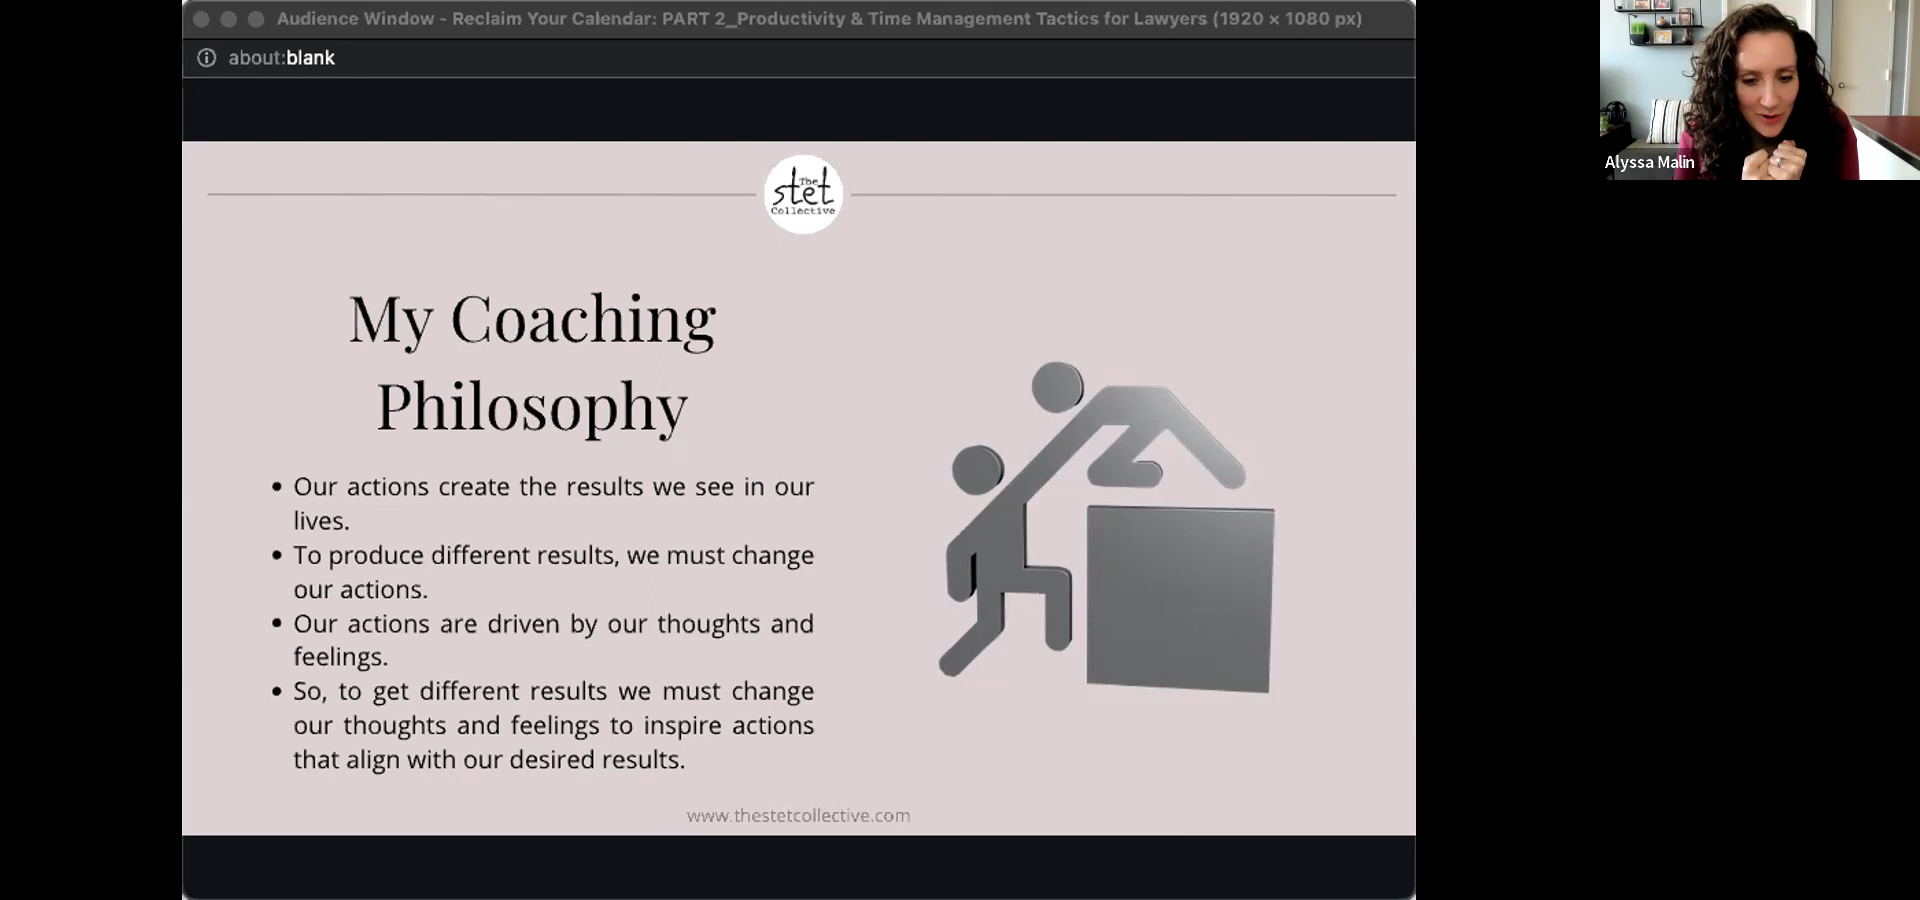 Audience Window - Reclaim Your Calendar: PART 2_Productivity & Time Management Tactics for Lawyers (1920 × 1080 px)
about:blank
The
stet
Collective
My Coaching
Philosophy
• Our actions create the results we see in our
lives.
• To produce different results, we must change
our actions.
• Our actions are driven by our thoughts and
feelings.
• So, to get different results we must change
our thoughts and feelings to inspire actions
that align with our desired results.
www.thestetcollective.com
Alyssa Malin